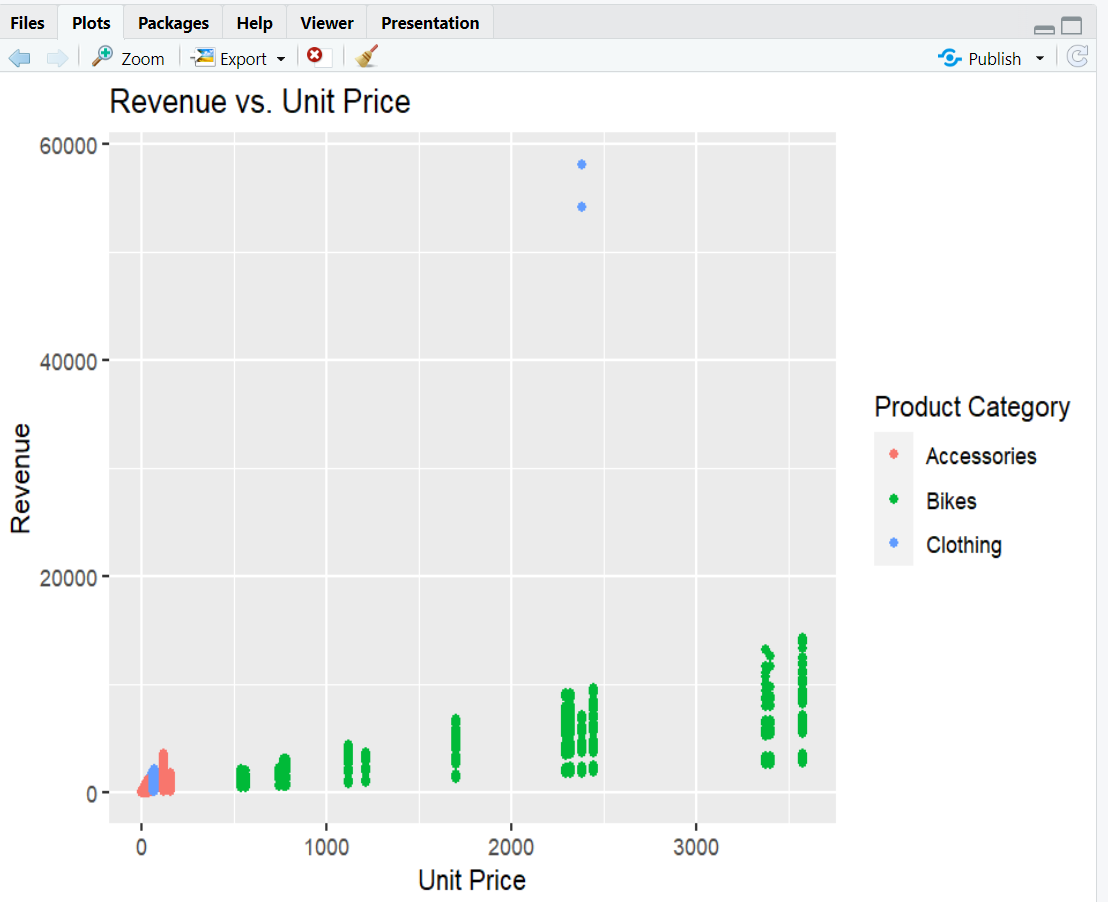 Files Plots Packages Help Viewer Presentation
Zoom Export Publish
Revenue vs. Unit Price
60000
40000
20000
0
Revenue
0 1000 2000 3000
Unit Price
Product Category
Accessories
Bikes
Clothing